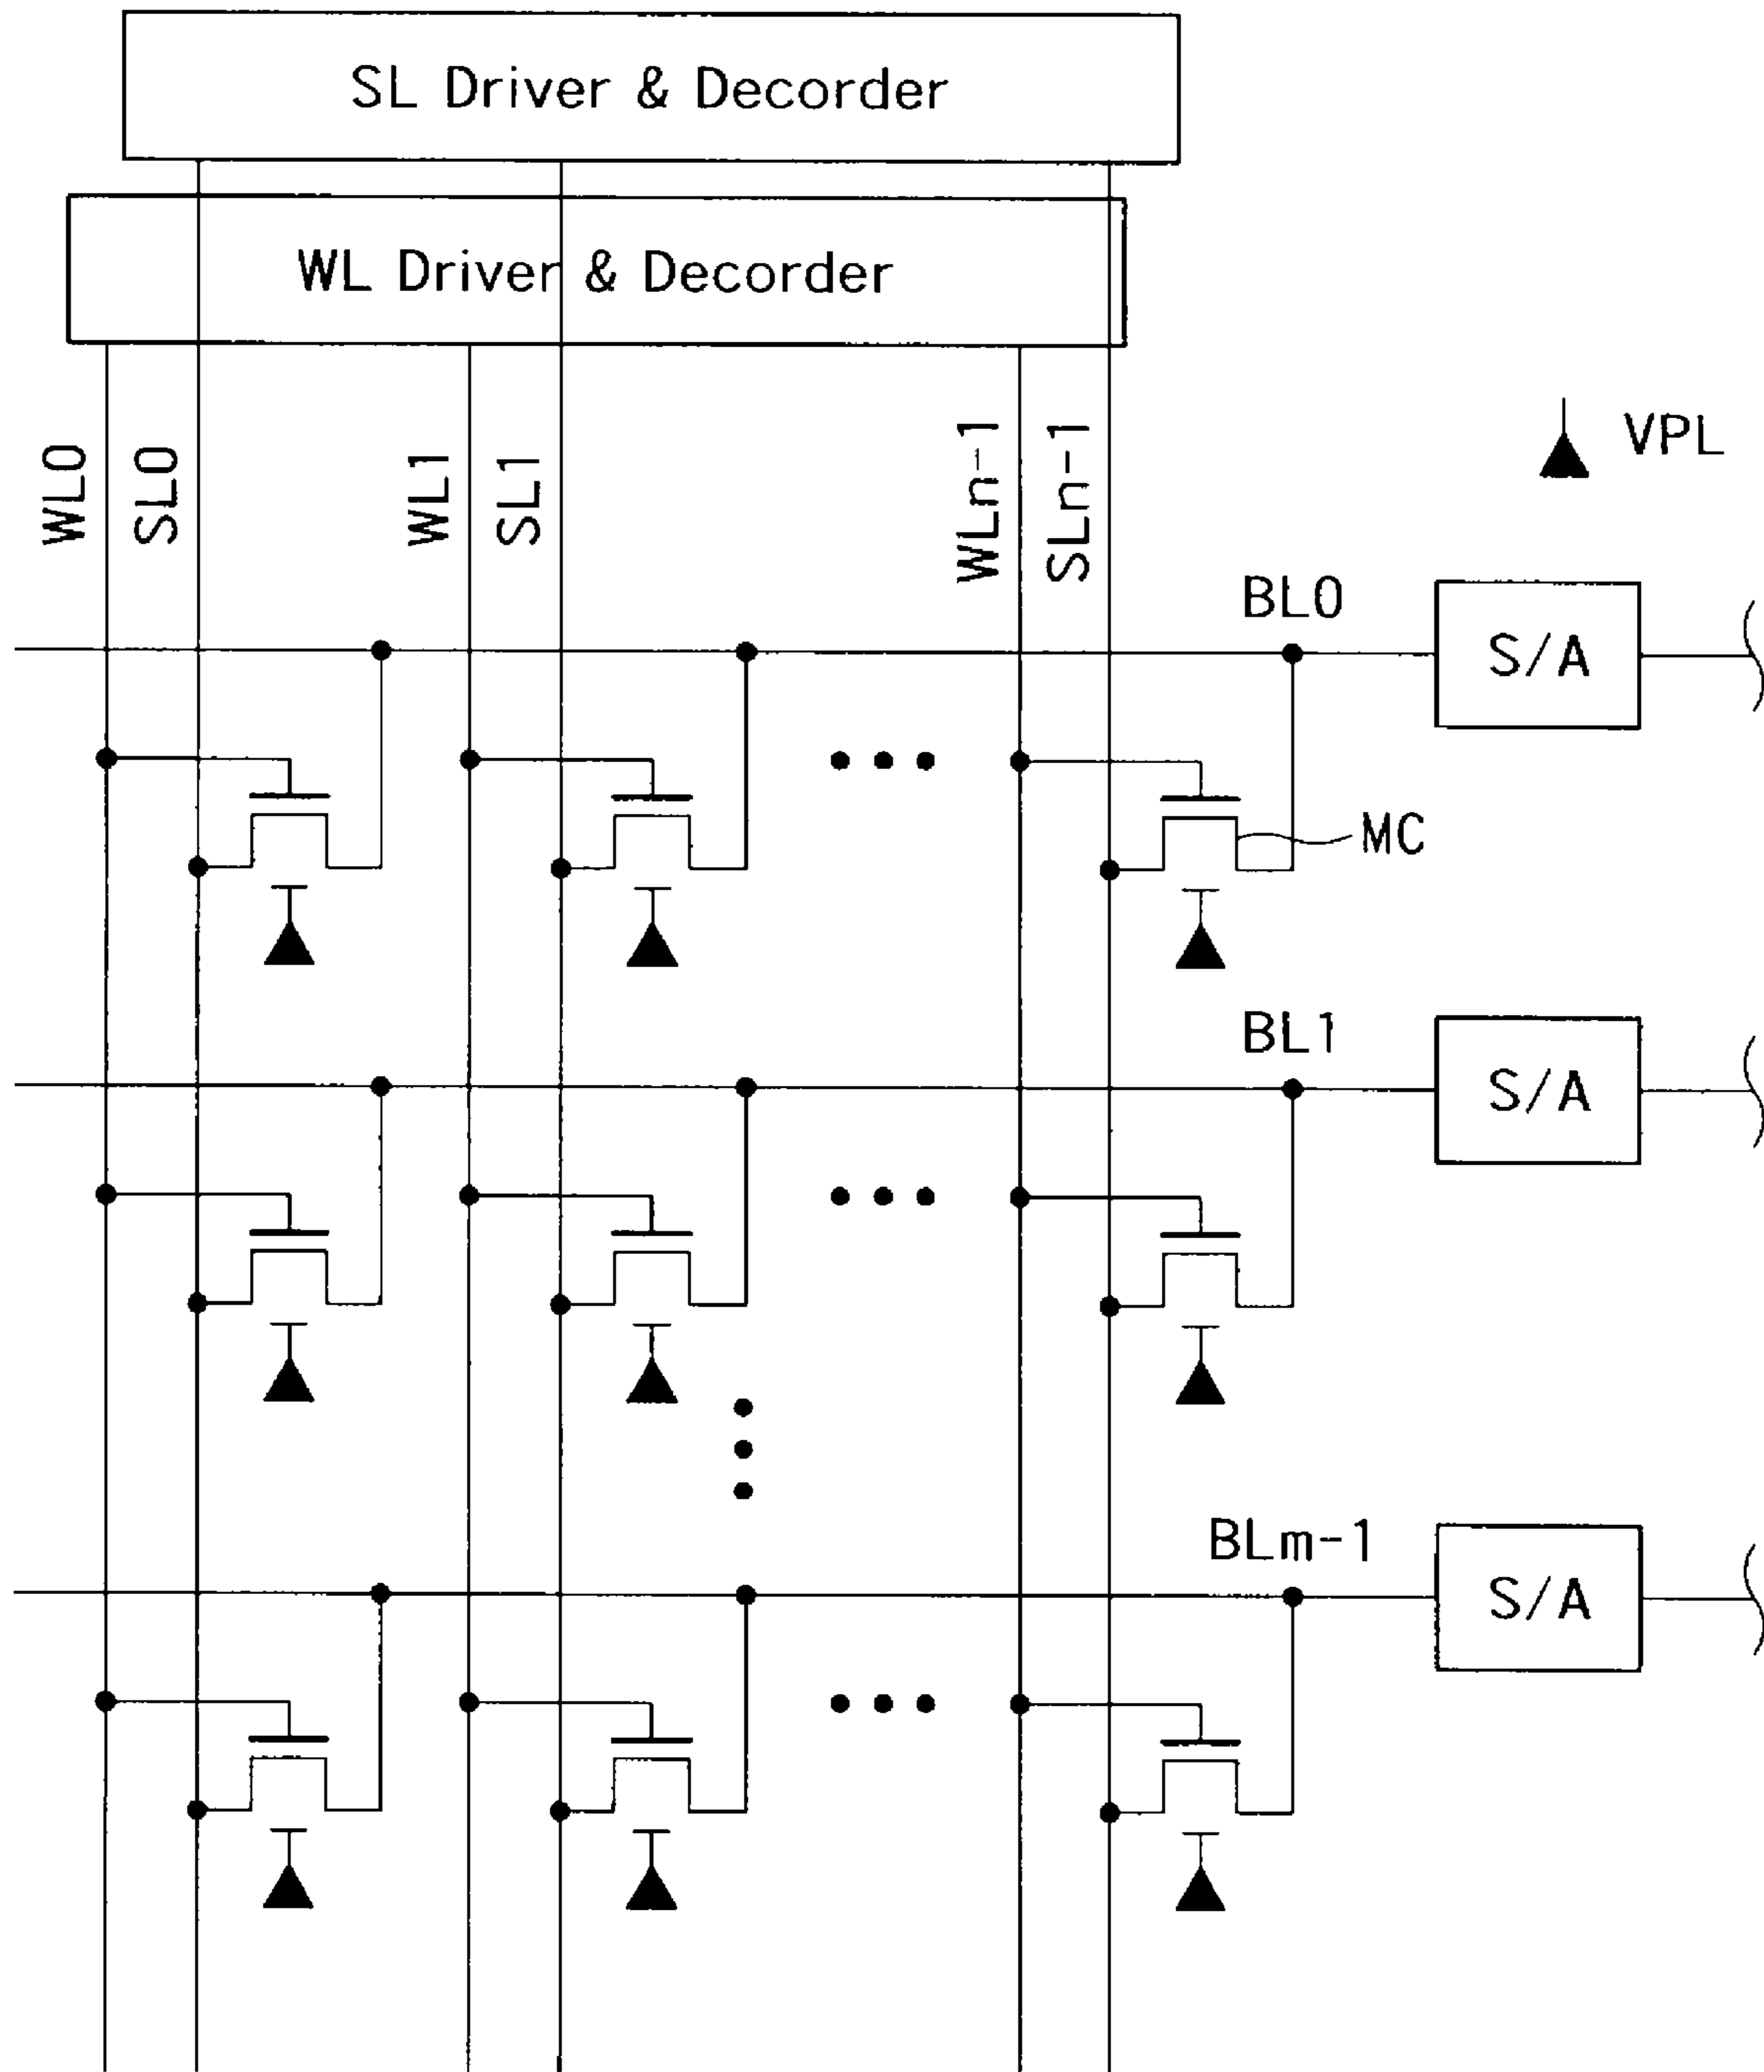 SL Driver & Decorder
WL Driver & Decorder
WL0
SL0
WL1
SL1
WLn-1
SLn-1
VPL
BL0
S/A
MC
BL1
S/A
BLm-1
S/A